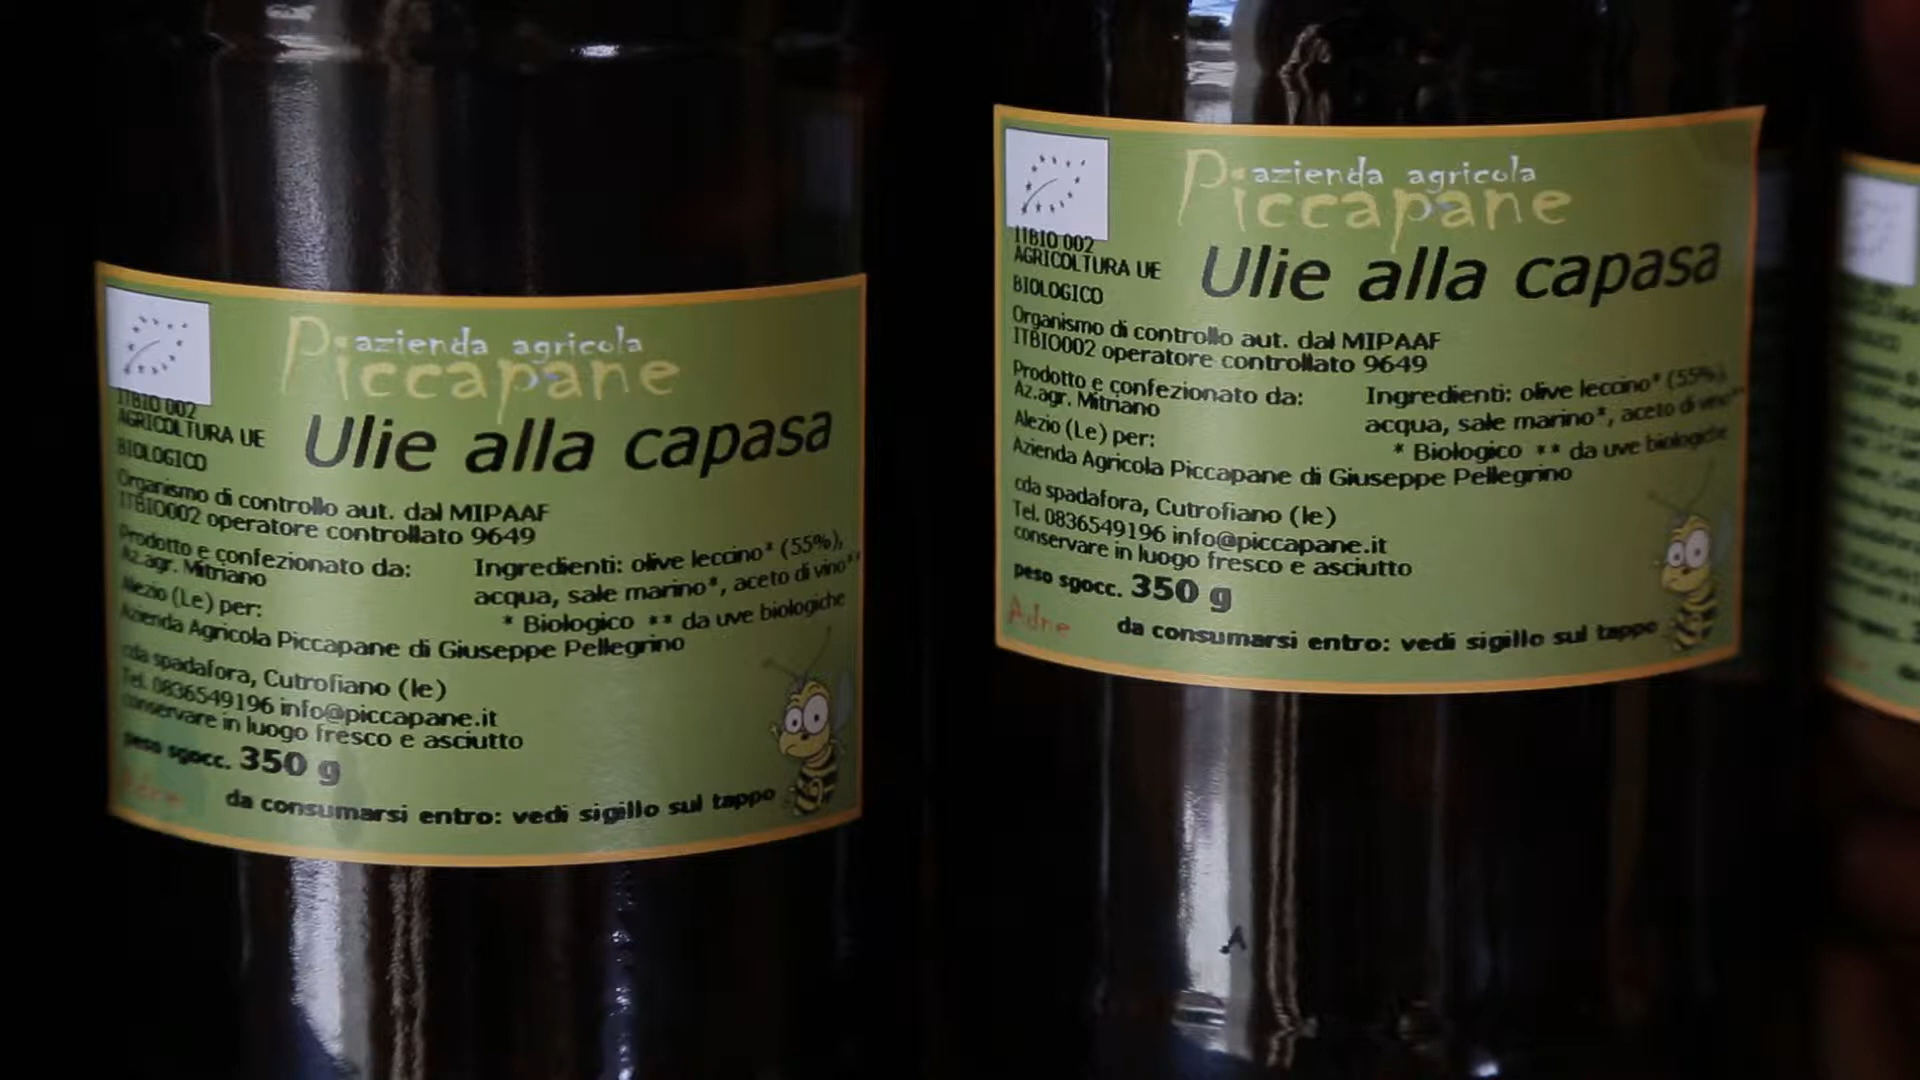 azienda agricola
Piccapane
Ulie alla capasa
ITBIO 002
AGRICOLTURA UE
BIOLOGICO
Organismo di controllo aut. dal MIPAAF
ITBIO002 operatore controllato 9649
Prodotto e confezionato da:
Az.agr. Mitriano
Alezio (Le) per:
Ingredienti: olive leccino* (55%),
acqua, sale marino*, aceto di vino**
* Biologico ** da uve biologiche
Azienda Agricola Piccapane di Giuseppe Pellegrino
cda spadafora, Cutrofiano (le)
Tel. 0836549196 info@piccapane.it
conservare in luogo fresco e asciutto
peso sgocc. 350 g
da consumarsi entro: vedi sigillo sul tappo
azienda agricola
Piccapane
Ulie alla capasa
ITBIO 002
AGRICOLTURA UE
BIOLOGICO
Organismo di controllo aut. dal MIPAAF
ITBIO002 operatore controllato 9649
Prodotto e confezionato da:
Az.agr. Mitriano
Alezio (Le) per:
Ingredienti: olive leccino* (55%),
acqua, sale marino*, aceto di vino**
* Biologico ** da uve biologiche
Azienda Agricola Piccapane di Giuseppe Pellegrino
cda spadafora, Cutrofiano (le)
Tel. 0836549196 info@piccapane.it
conservare in luogo fresco e asciutto
peso sgocc. 350 g
Adne
da consumarsi entro: vedi sigillo sul tappo